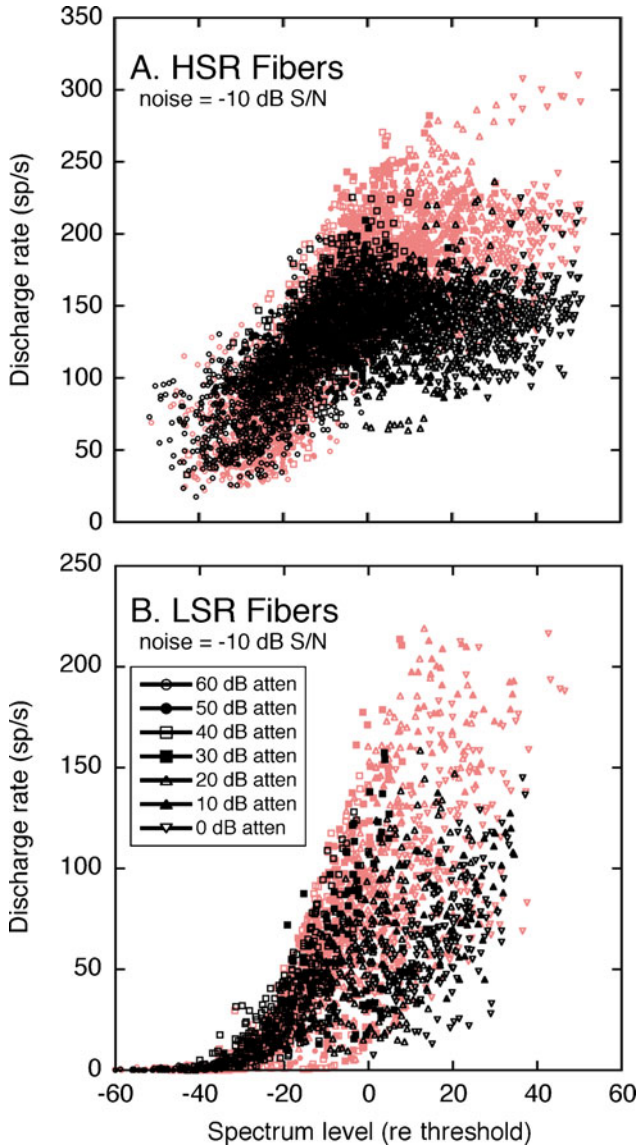 350
300
250
200
150
100
50
0
Discharge rate (sp/s)
A. HSR Fibers
noise = -10 dB S/N
250
200
150
100
50
0
Discharge rate (sp/s)
B. LSR Fibers
noise = -10 dB S/N
60 dB atten
50 dB atten
40 dB atten
30 dB atten
20 dB atten
10 dB atten
0 dB atten
-60 -40 -20 0 20 40 60
Spectrum level (re threshold)